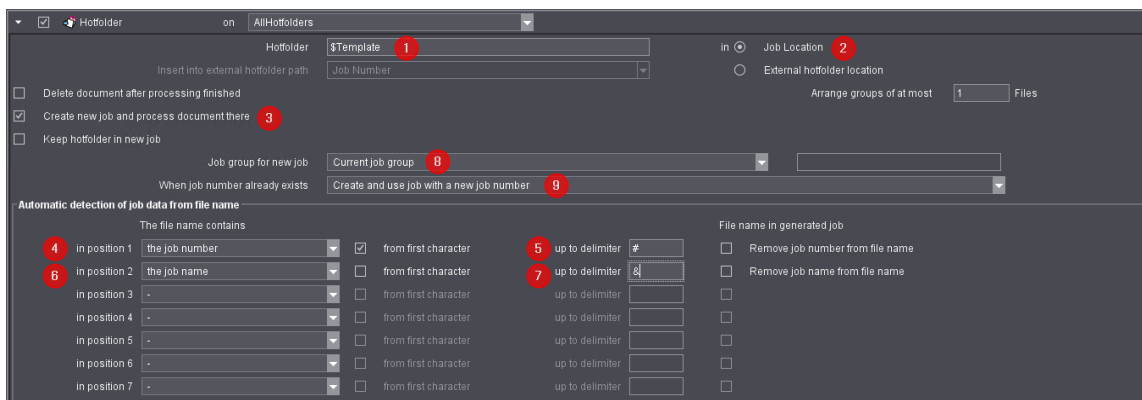 Hotfolder on AllHotfolders
Hotfolder $Template 1 in Job Location 2
Insert into external hotfolder path Job Number External hotfolder location
Delete document after processing finished Arrange groups of at most 1 Files
Create new job and process document there 3
Keep hotfolder in new job
Job group for new job Current job group 8
When job number already exists Create and use job with a new job number 9
Automatic detection of job data from file name
The file name contains File name in generated job
4 in position 1 the job number from first character 5 up to delimiter # Remove job number from file name
6 in position 2 the job name from first character 7 up to delimiter & Remove job name from file name
in position 3 - from first character up to delimiter
in position 4 - from first character up to delimiter
in position 5 - from first character up to delimiter
in position 6 - from first character up to delimiter
in position 7 - from first character up to delimiter